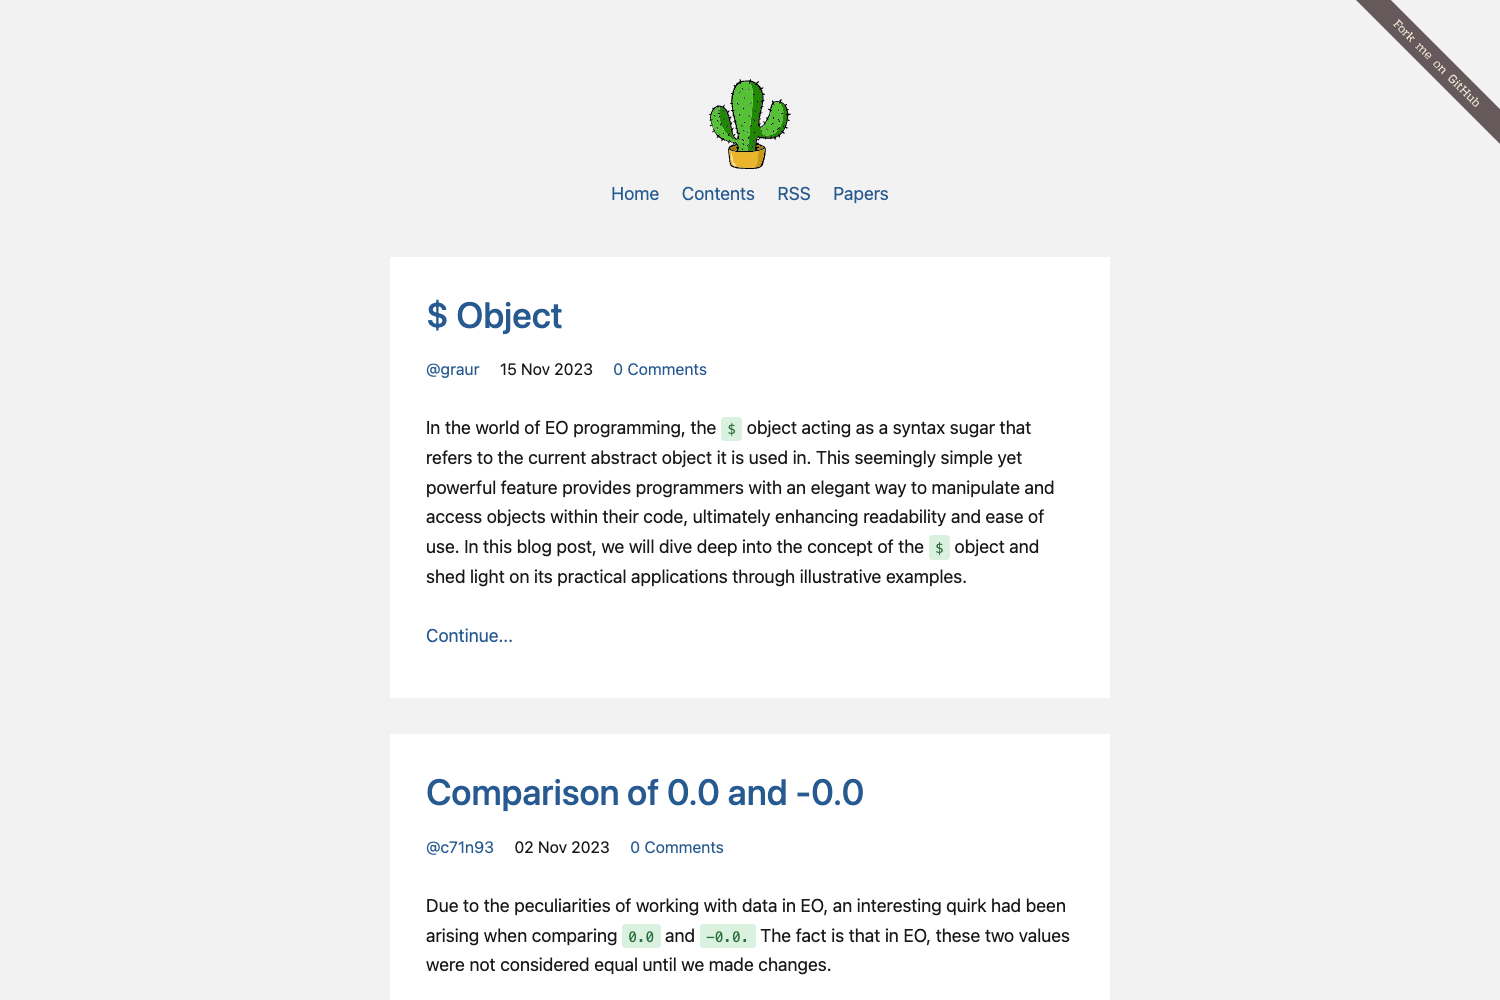 Fork me on GitHub
Home Contents RSS Papers
$ Object
@graur 15 Nov 2023 0 Comments
In the world of EO programming, the $ object acting as a syntax sugar that
refers to the current abstract object it is used in. This seemingly simple yet
powerful feature provides programmers with an elegant way to manipulate and
access objects within their code, ultimately enhancing readability and ease of
use. In this blog post, we will dive deep into the concept of the $ object and
shed light on its practical applications through illustrative examples.
Continue...
Comparison of 0.0 and -0.0
@c71n93 02 Nov 2023 0 Comments
Due to the peculiarities of working with data in EO, an interesting quirk had been
arising when comparing 0.0 and -0.0. The fact is that in EO, these two values
were not considered equal until we made changes.